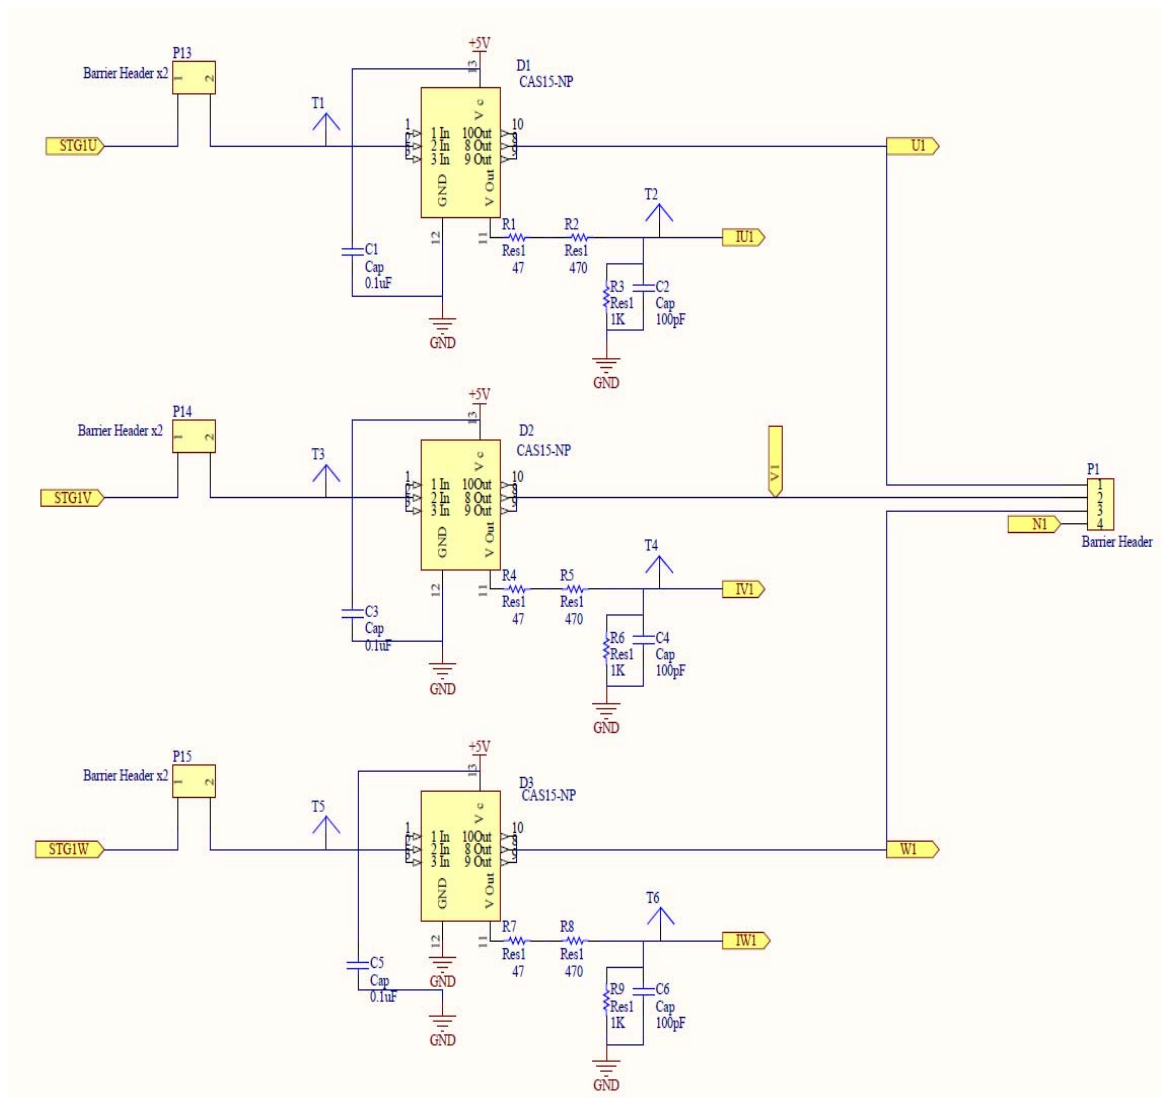 +5V
P13
Barrier Header x2
1 2
13
D1
CAS15-NP
T1
V c
1
10
1 In 10Out
2 In 8 Out
3 In 9 Out
STG1U
U1
GND
V Out
12
11
R1
Res1
47
R2
Res1
470
T2
IU1
C1
Cap
0.1uF
R3
Res1
1K
C2
Cap
100pF
GND
GND
+5V
P14
Barrier Header x2
1 2
13
D2
CAS15-NP
T3
V c
1
10
1 In 10Out
2 In 8 Out
3 In 9 Out
STG1V
V1
P1
1
2
3
4
N1
Barrier Header
GND
V Out
12
11
R4
Res1
47
R5
Res1
470
T4
IV1
C3
Cap
0.1uF
R6
Res1
1K
C4
Cap
100pF
GND
GND
+5V
P15
Barrier Header x2
1 2
13
D3
CAS15-NP
T5
V c
1
10
1 In 10Out
2 In 8 Out
3 In 9 Out
STG1W
W1
GND
V Out
12
11
R7
Res1
47
R8
Res1
470
T6
IW1
GND
C5
Cap
0.1uF
R9
Res1
1K
C6
Cap
100pF
GND
GND